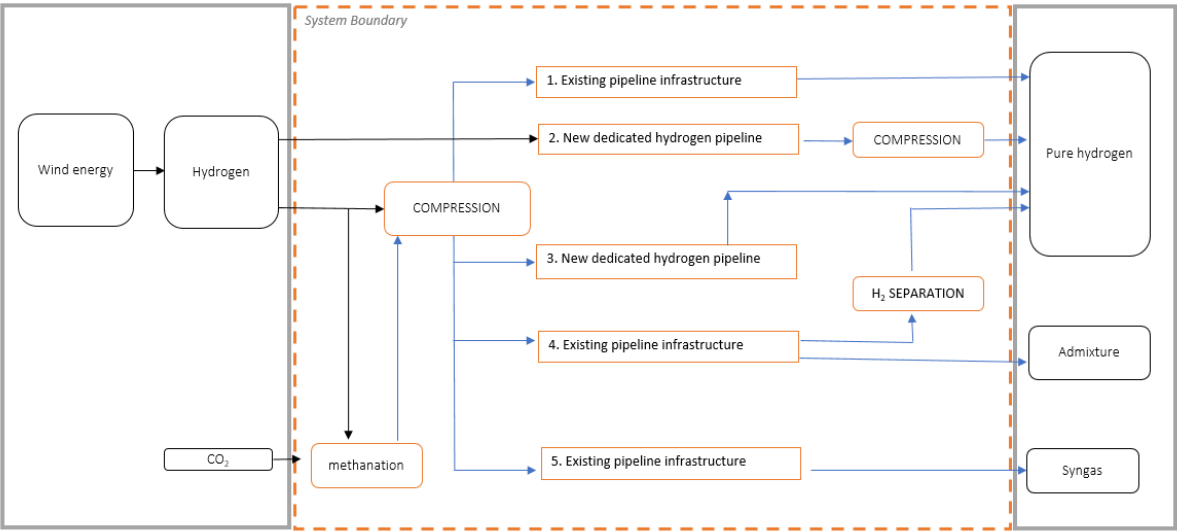 System Boundary
1. Existing pipeline infrastructure
2. New dedicated hydrogen pipeline
COMPRESSION
Pure hydrogen
Wind energy
Hydrogen
COMPRESSION
3. New dedicated hydrogen pipeline
H₂ SEPARATION
4. Existing pipeline infrastructure
Admixture
CO₂
methanation
5. Existing pipeline infrastructure
Syngas